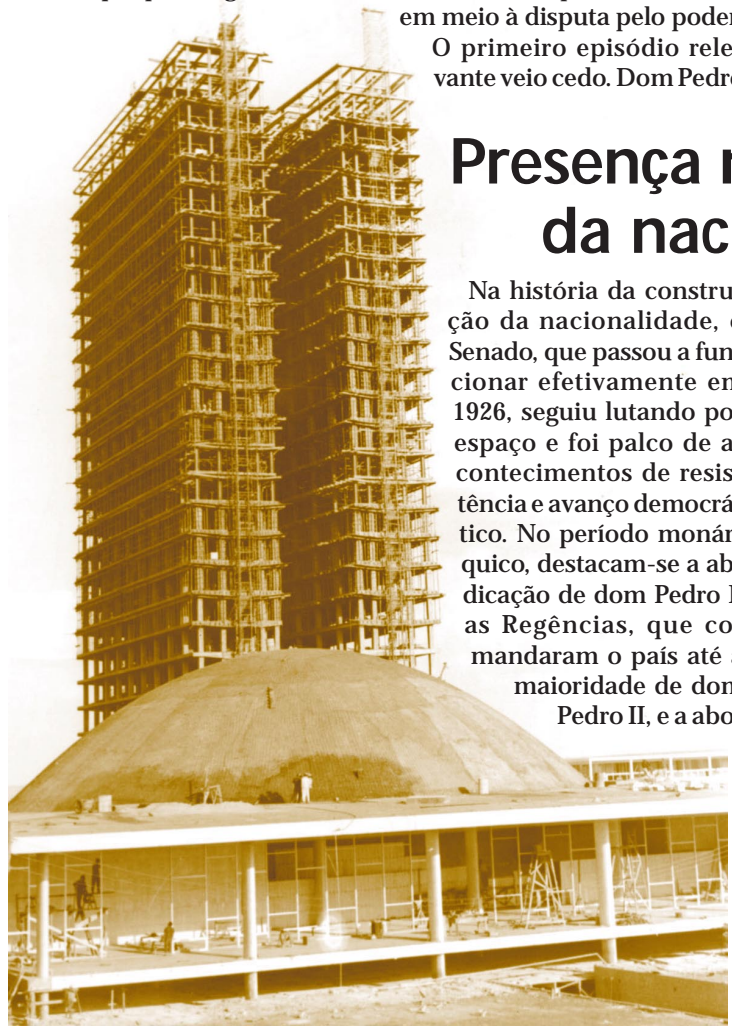 em meio à disputa pelo poder
O primeiro episódio rele
vante veio cedo. Dom Pedro
Presença
da nac
Na história da constru
ção da nacionalidade,
Senado, que passou a fun
cionar efetivamente em
1926, seguiu lutando po
espaço e foi palco de a
contecimentos de resis
tência e avanço democrá
tico. No período monár
quico, destacam-se a ab
dicação de dom Pedro I
as Regências, que co
mandaram o país até a
maioridade de dom
Pedro II, e a abo